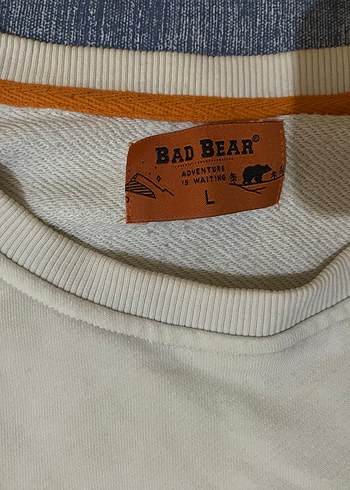 BAD BEAR®
ADVENTURE
IS WAITING
L